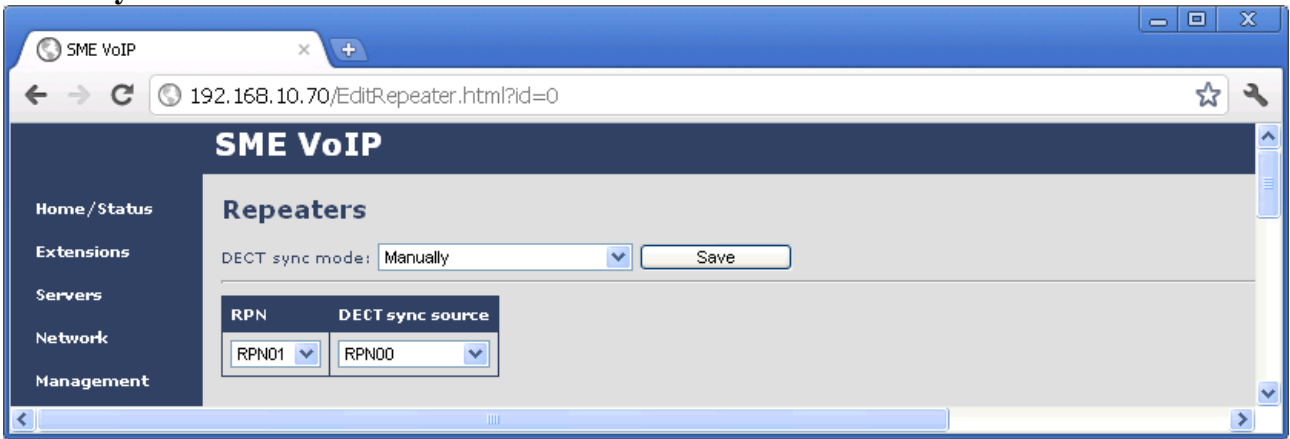 SME VoIP
192.168.10.70/EditRepeater.html?id=0
SME VoIP
Home/Status
Extensions
Servers
Network
Management
Repeaters
DECT sync mode: Manually Save
RPN DECT sync source
RPN01 RPN00